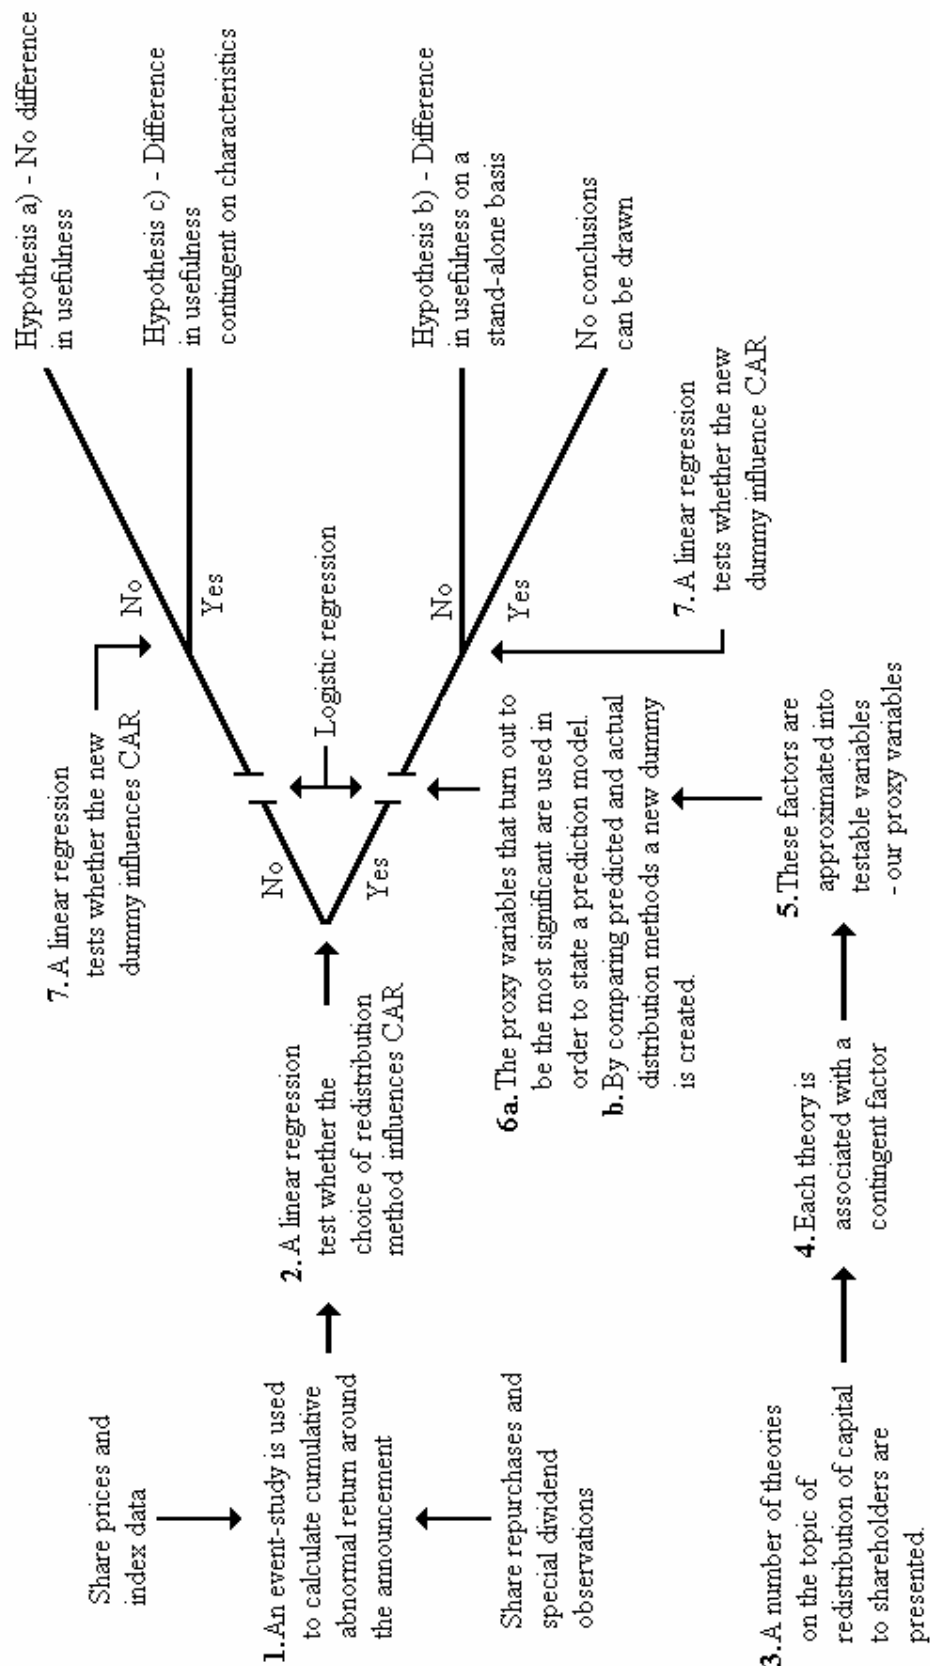 Share prices and
index data
1. An event-study is used
to calculate cumulative
abnormal return around
the announcement
Share repurchases and
special dividend
observations
2. A linear regression
test whether the
choice of redistribution
method influences CAR
No
Yes
Logistic regression
7. A linear regression
tests whether the new
dummy influences CAR
No
Yes
Hypothesis a) - No difference
in usefulness
Hypothesis c) - Difference
in usefulness
contingent on characteristics
No
Yes
Hypothesis b) - Difference
in usefulness on a
stand-alone basis
No conclusions
can be drawn
7. A linear regression
tests whether the new
dummy influence CAR
3. A number of theories
on the topic of
redistribution of capital
to shareholders are
presented.
4. Each theory is
associated with a
contingent factor
5. These factors are
approximated into
testable variables
- our proxy variables
6a. The proxy variables that turn out to
be the most significant are used in
order to state a prediction model.
b. By comparing predicted and actual
distribution methods a new dummy
is created.